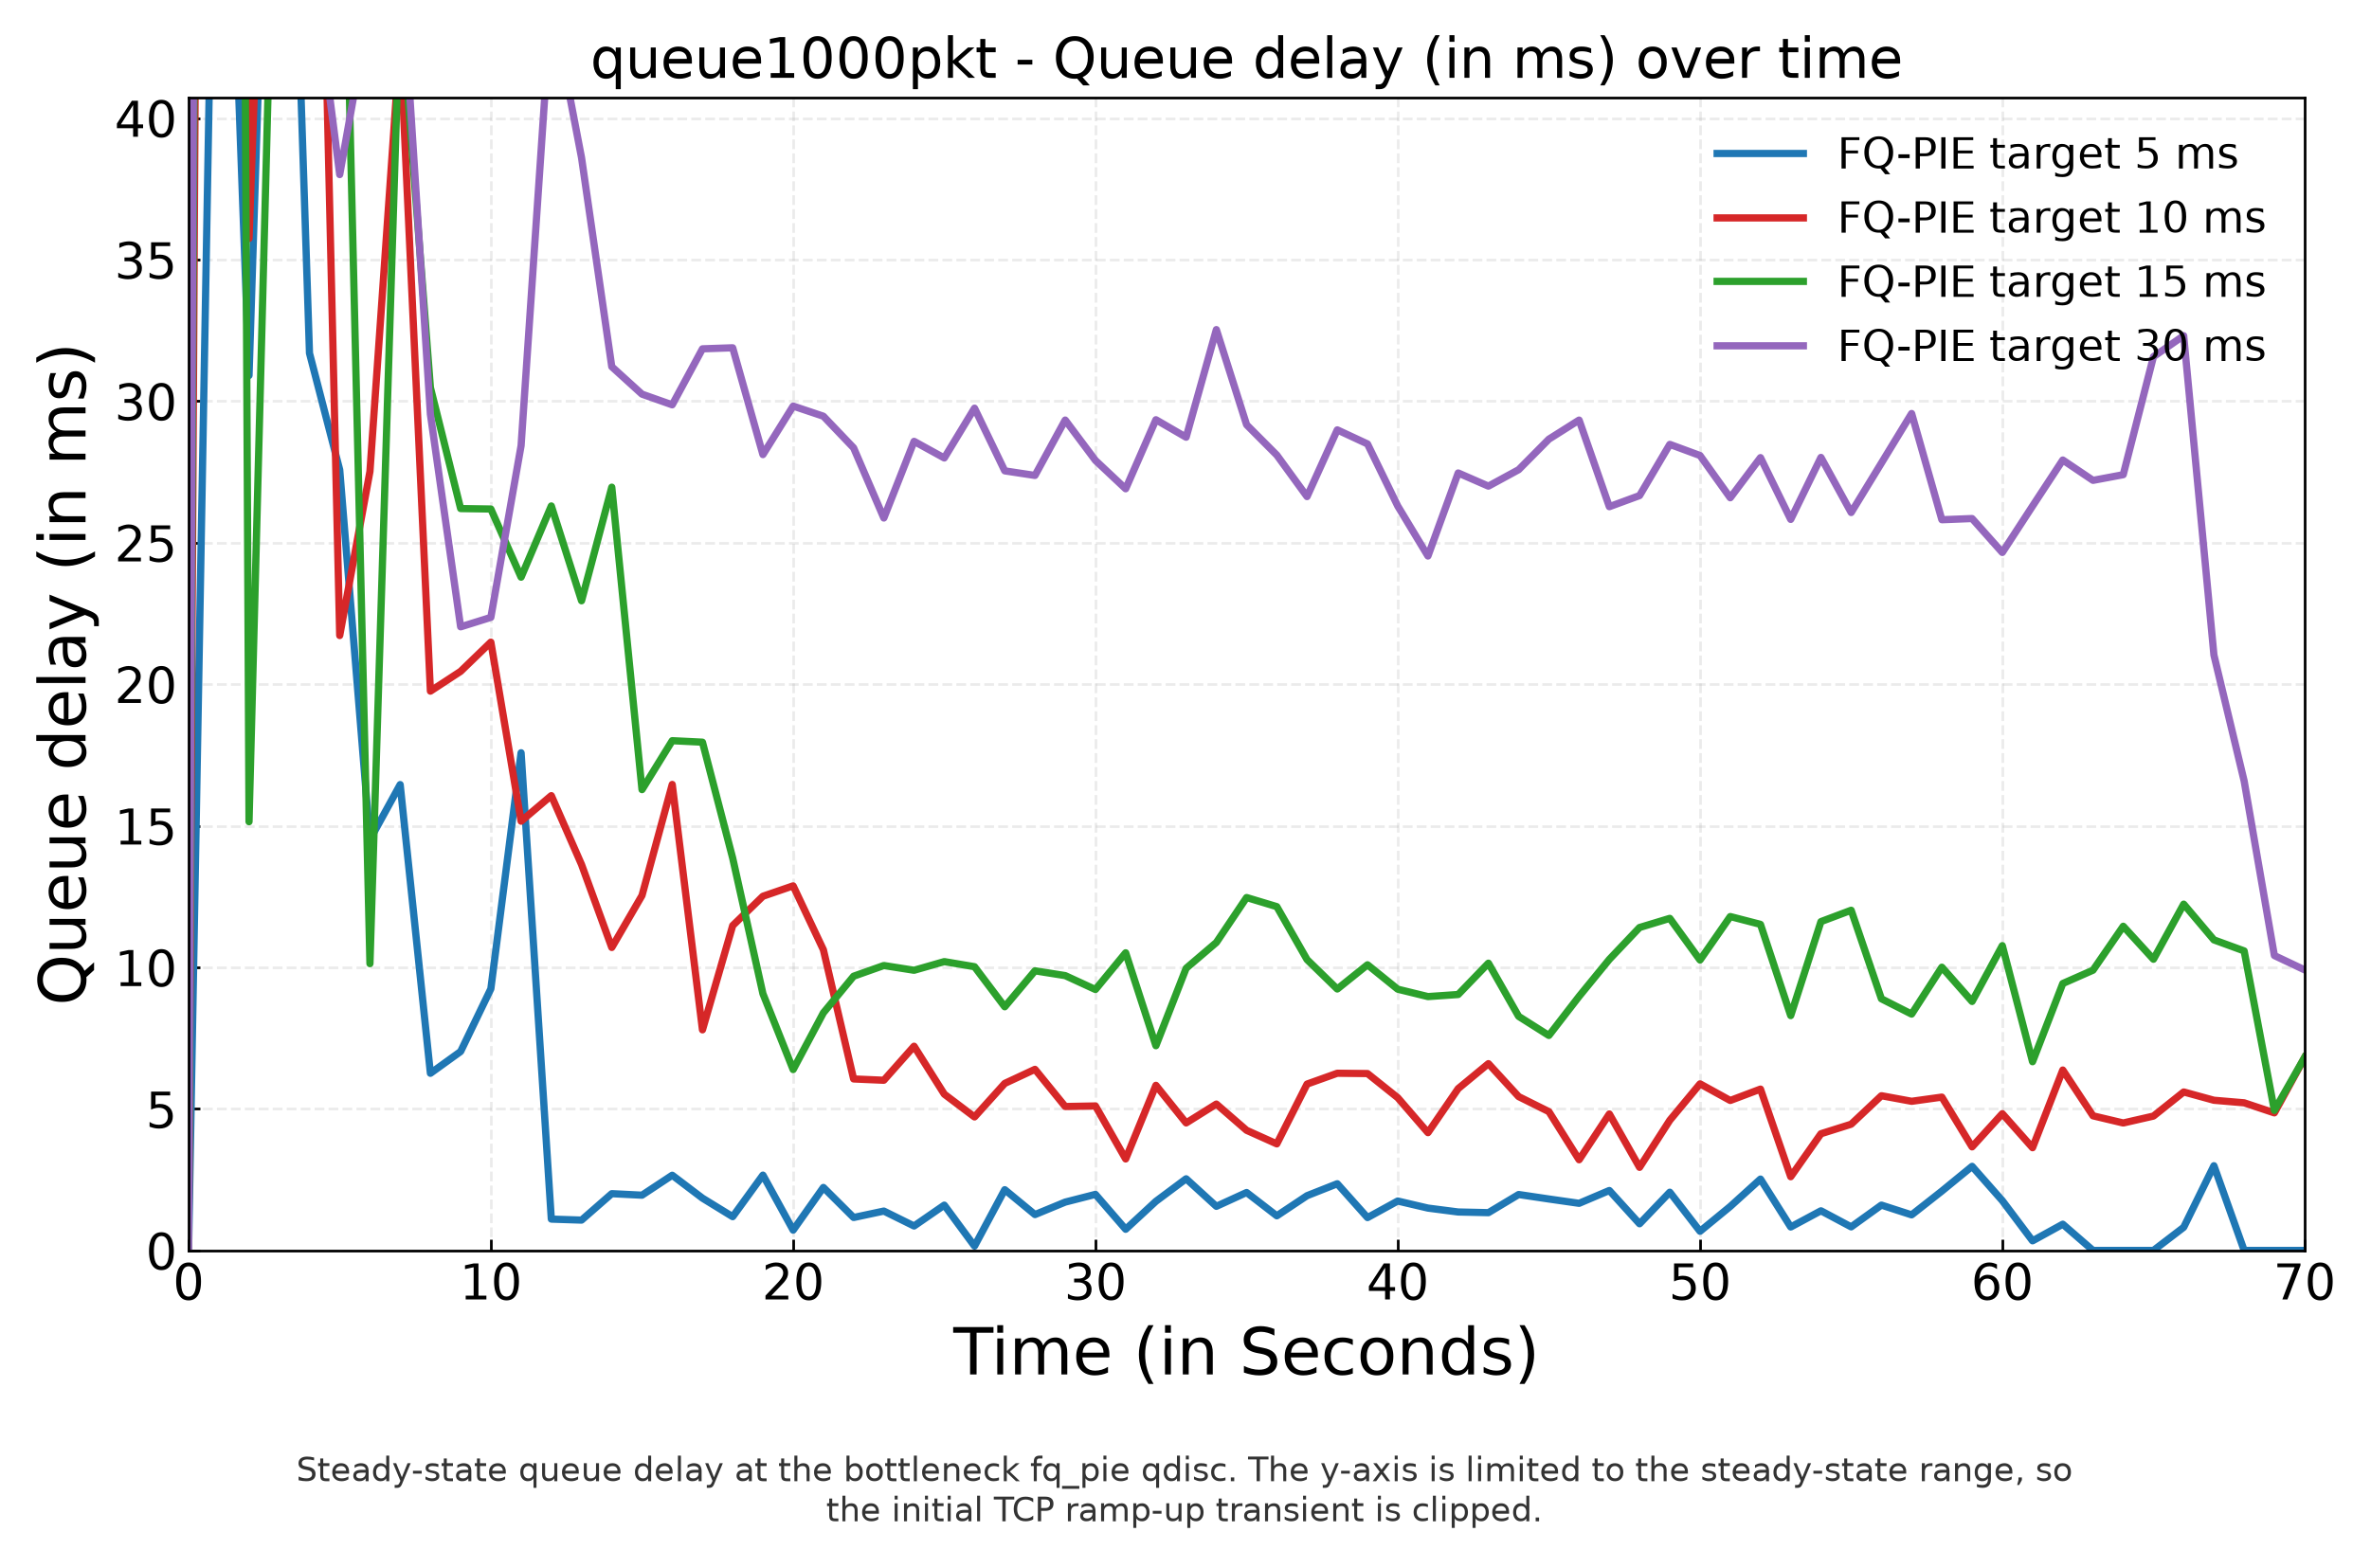 queue1000pkt - Queue delay (in ms) over time
Queue delay (in ms)
40
35
30
25
20
15
10
5
0
FQ-PIE target 5 ms
FQ-PIE target 10 ms
FQ-PIE target 15 ms
FQ-PIE target 30 ms
0 10 20 30 40 50 60 70
Time (in Seconds)
Steady-state queue delay at the bottleneck fq_pie qdisc. The y-axis is limited to the steady-state range, so
the initial TCP ramp-up transient is clipped.